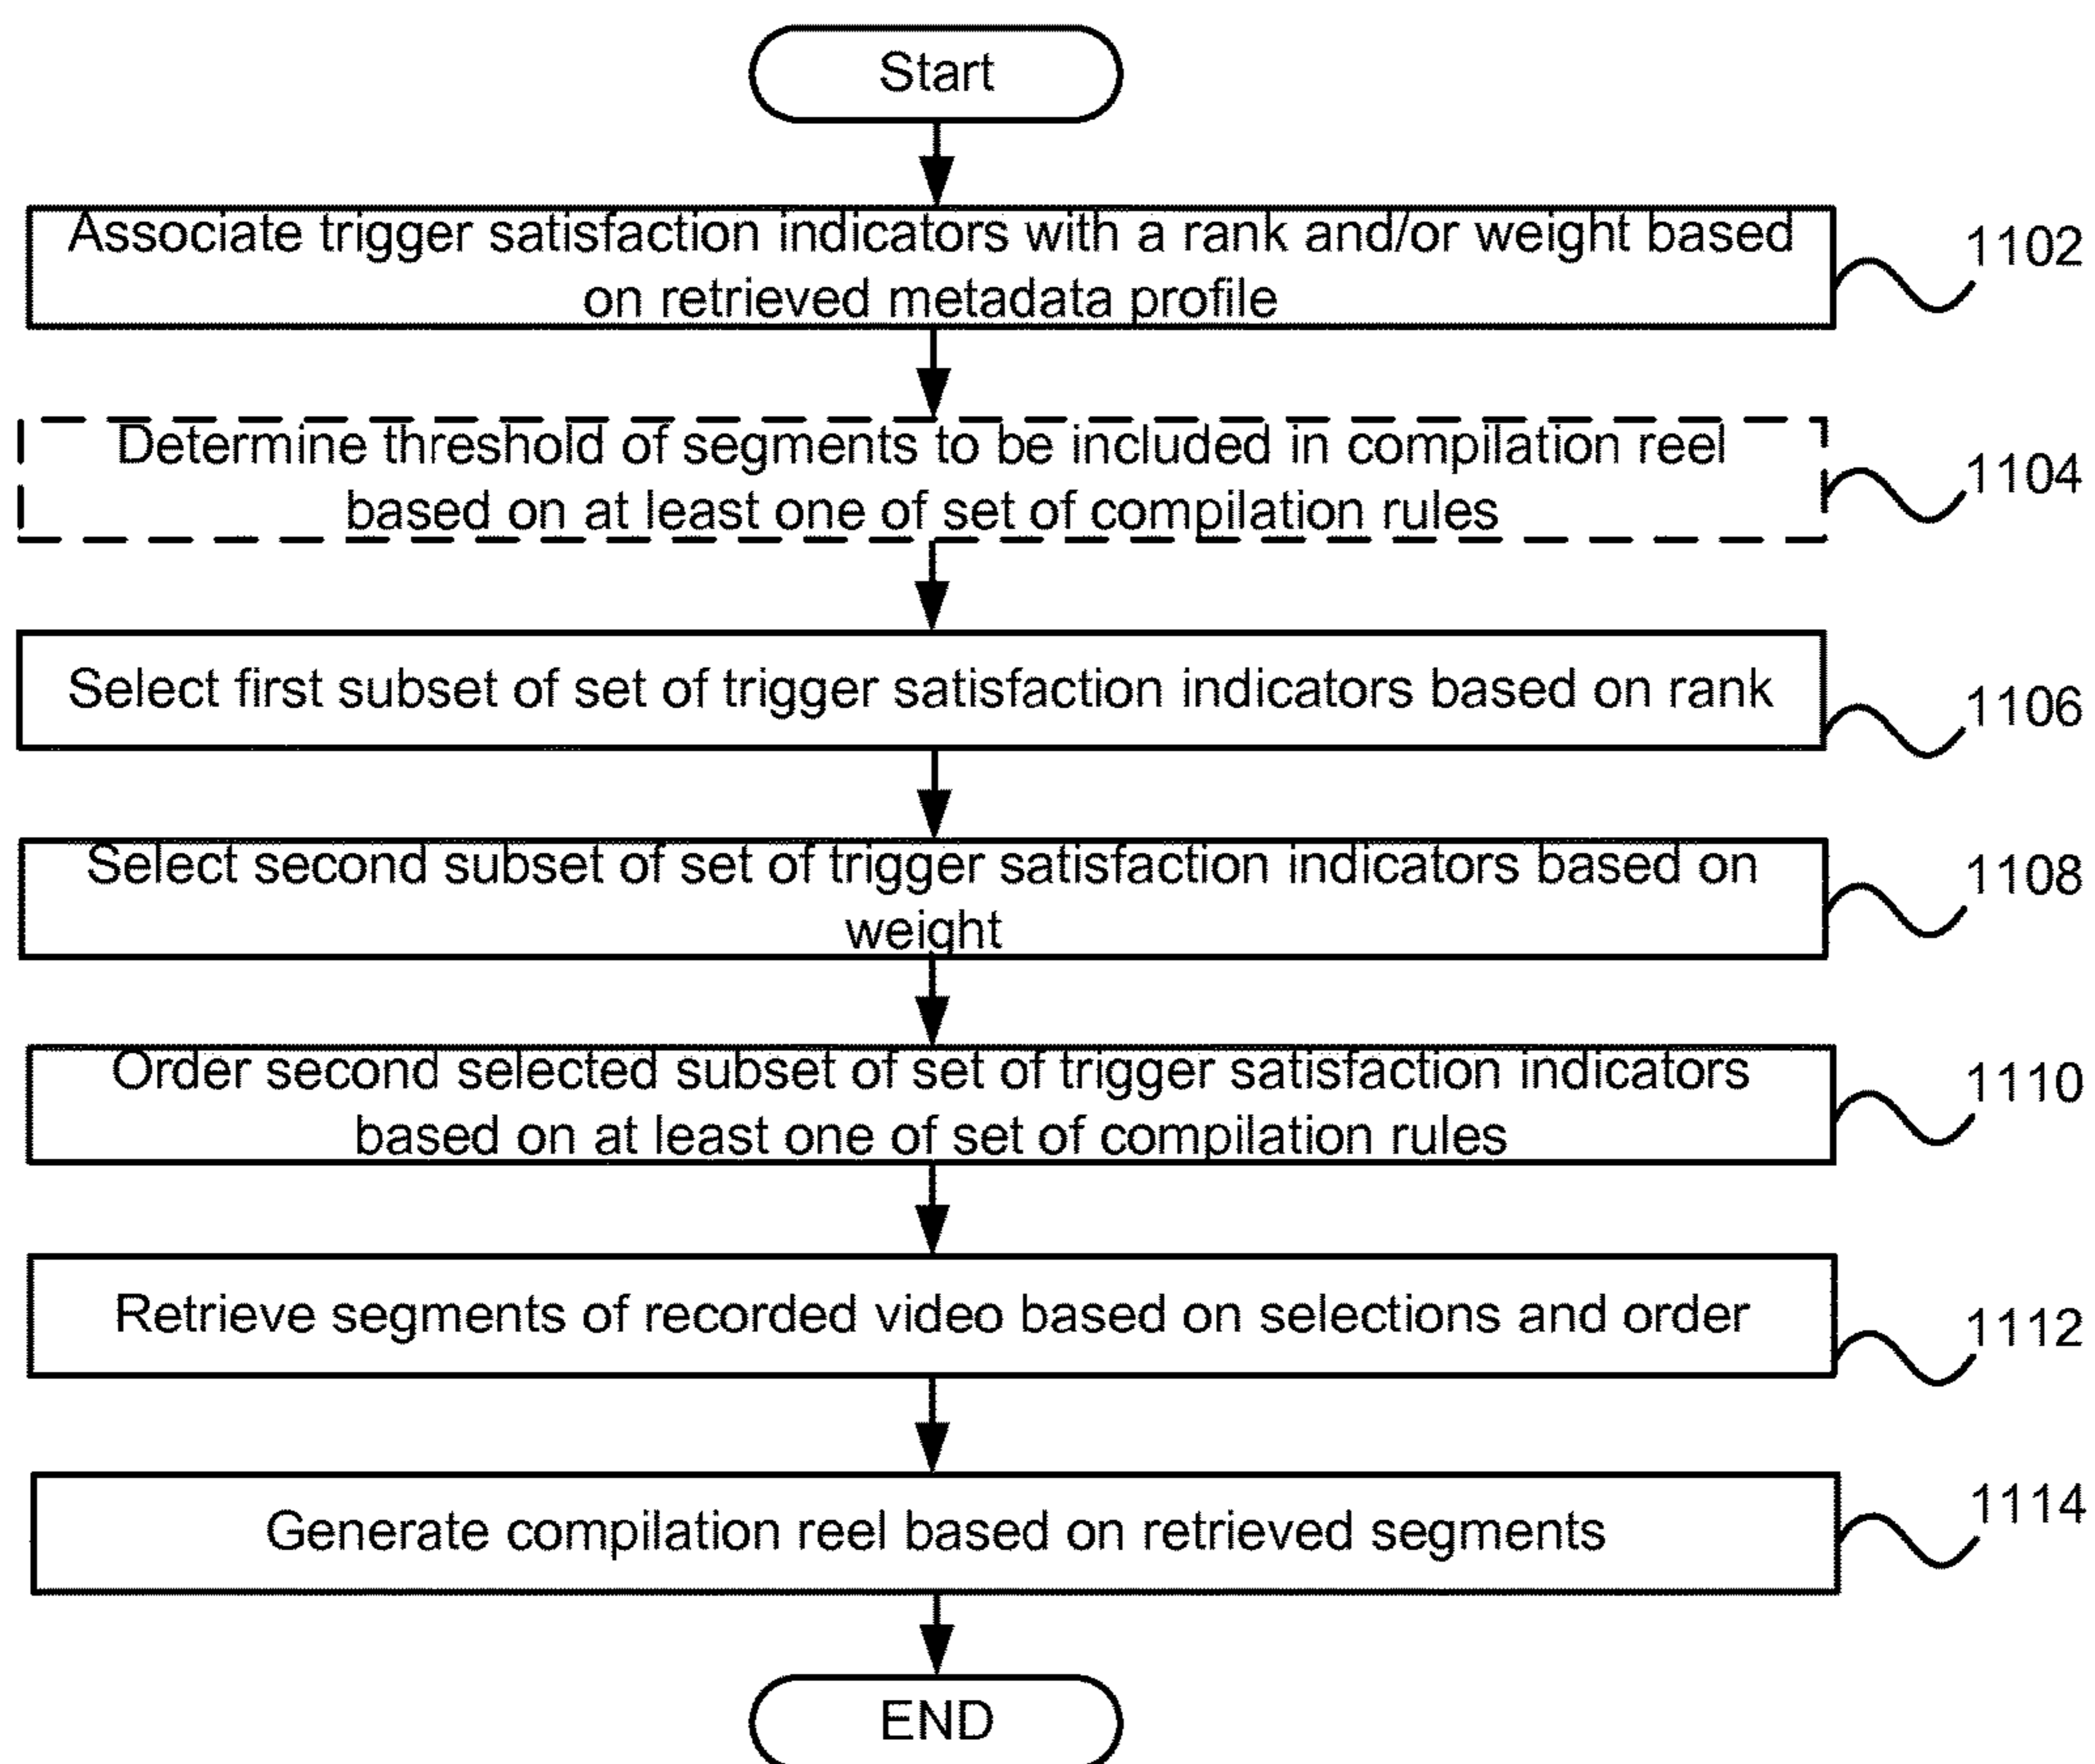 Start
Associate trigger satisfaction indicators with a rank and/or weight based
on retrieved metadata profile
1102
Determine threshold of segments to be included in compilation reel
based on at least one of set of compilation rules
1104
Select first subset of set of trigger satisfaction indicators based on rank
1106
Select second subset of set of trigger satisfaction indicators based on
weight
1108
Order second selected subset of set of trigger satisfaction indicators
based on at least one of set of compilation rules
1110
Retrieve segments of recorded video based on selections and order
1112
Generate compilation reel based on retrieved segments
1114
END